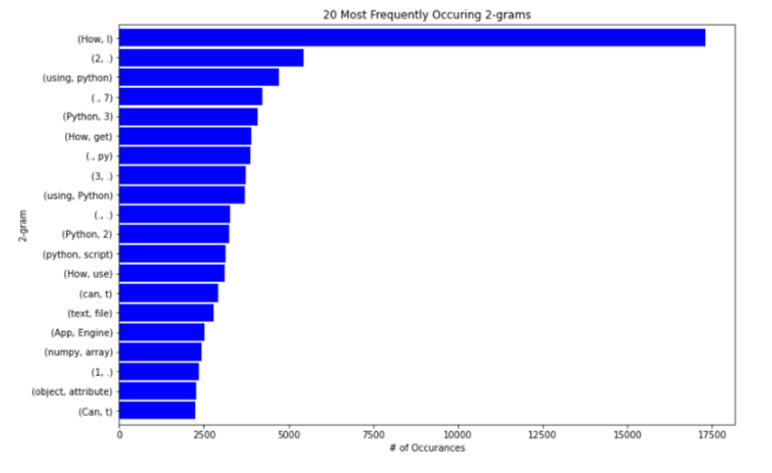 20 Most Frequently Occuring 2-grams
(How, I)
(2, .)
(using, python)
(., 7)
(Python, 3)
(How, get)
(., py)
(3, .)
(using, Python)
(., .)
(Python, 2)
(python, script)
(How, use)
(can, t)
(text, file)
(App, Engine)
(numpy, array)
(1, .)
(object, attribute)
(Can, t)
2-gram
0 2500 5000 7500 10000 12500 15000 17500
# of Occurances